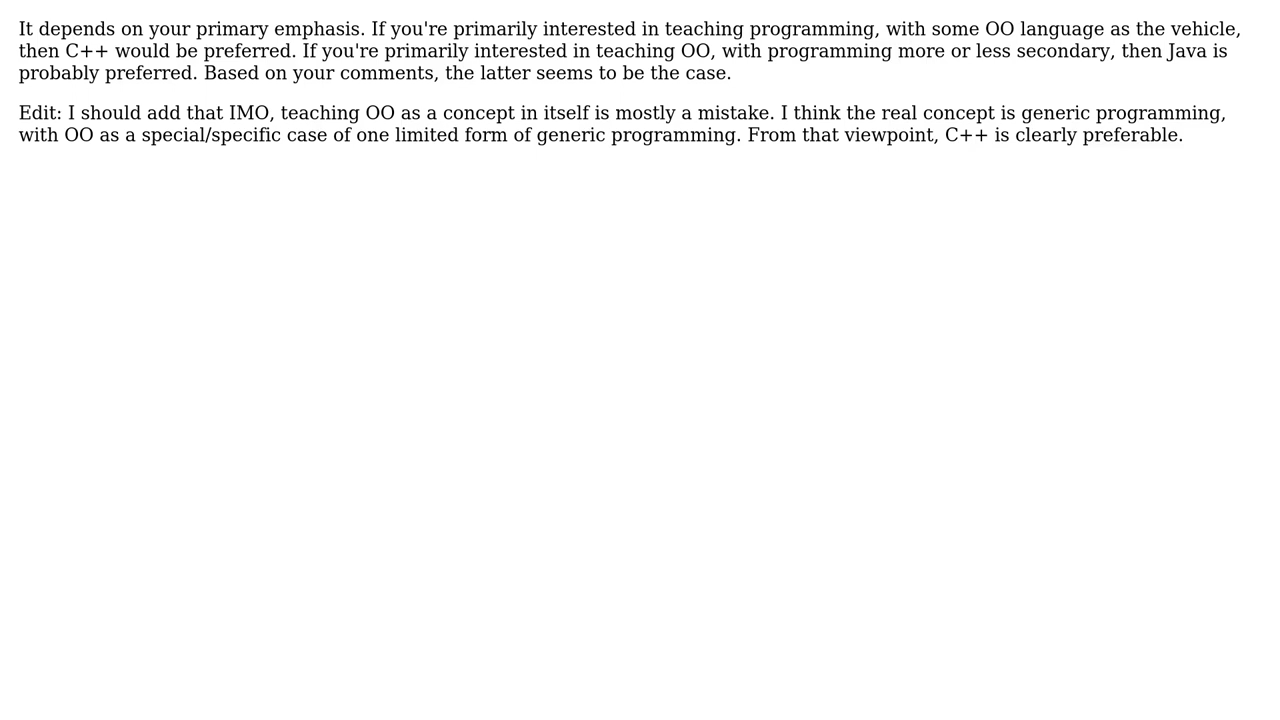 It depends on your primary emphasis. If you're primarily interested in teaching programming, with some OO language as the vehicle,
then C++ would be preferred. If you're primarily interested in teaching OO, with programming more or less secondary, then Java is
probably preferred. Based on your comments, the latter seems to be the case.
Edit: I should add that IMO, teaching OO as a concept in itself is mostly a mistake. I think the real concept is generic programming,
with OO as a special/specific case of one limited form of generic programming. From that viewpoint, C++ is clearly preferable.